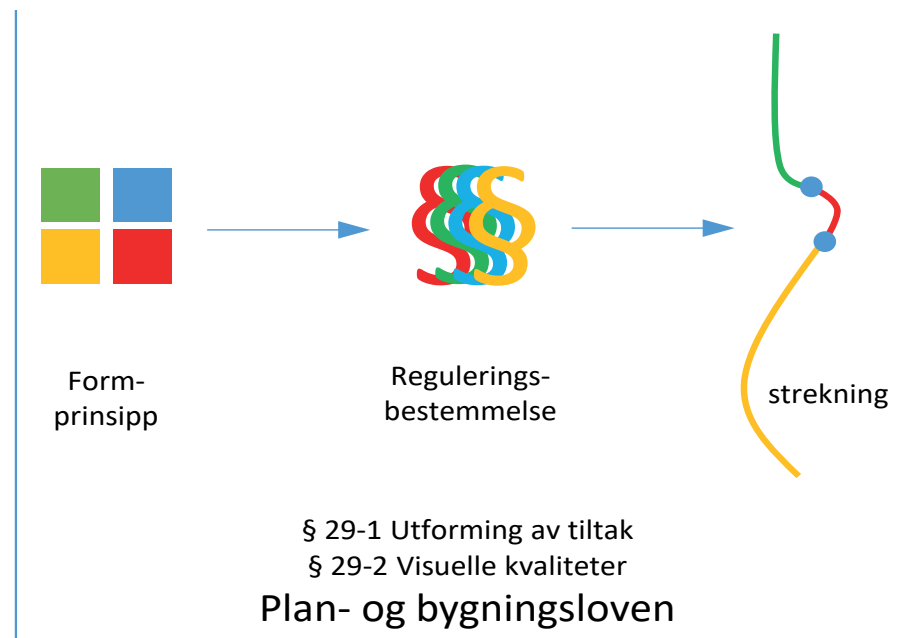 Form-
prinsipp
Regulerings-
bestemmelse
strekning
§ 29-1 Utforming av tiltak
§ 29-2 Visuelle kvaliteter
Plan- og bygningsloven